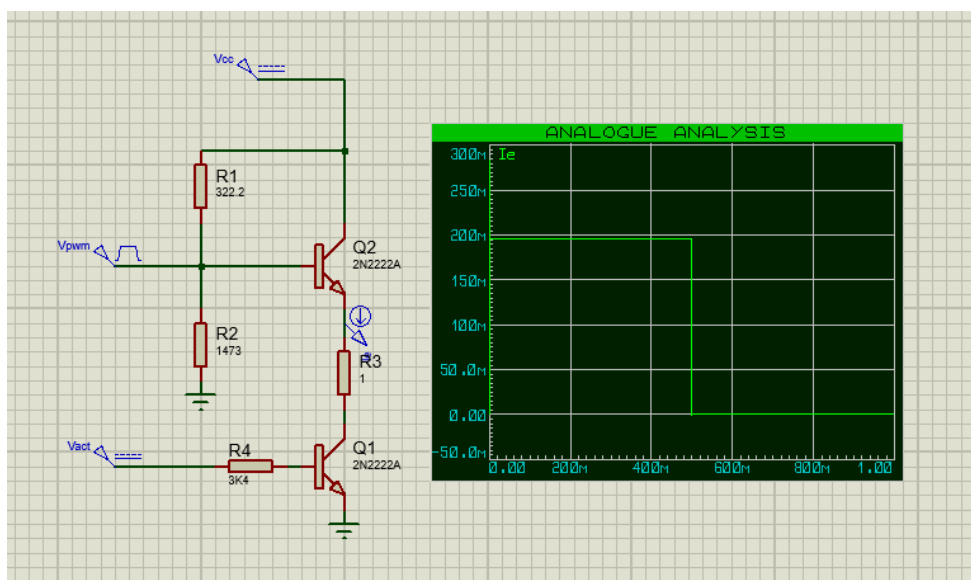 Vcc
R1
322.2
Vpwm
Q2
2N2222A
R2
1473
R3
1
Vact
R4
3K4
Q1
2N2222A
ANALOGUE ANALYSIS
300m
Ie
250m
200m
150m
100m
50.0m
0.00
-50.0m
0.00 200m 400m 600m 800m 1.00